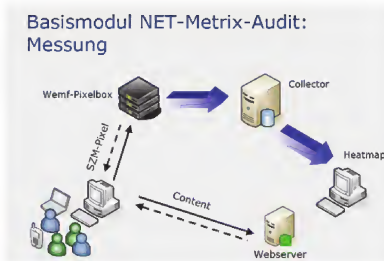 Basismodul NET-Metrix-Audit:
Messung
Wemf-Pixelbox
Collector
SZM-Pixel
Heatmap
Content
Webserver